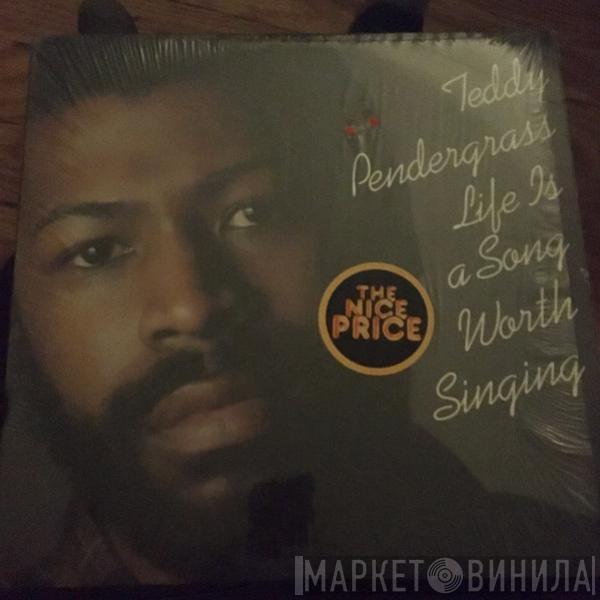 Teddy
Pendergrass
Life Is
a Song
Worth
Singing
THE
NICE
PRICE
МАРКЕТ ВИНИЛА